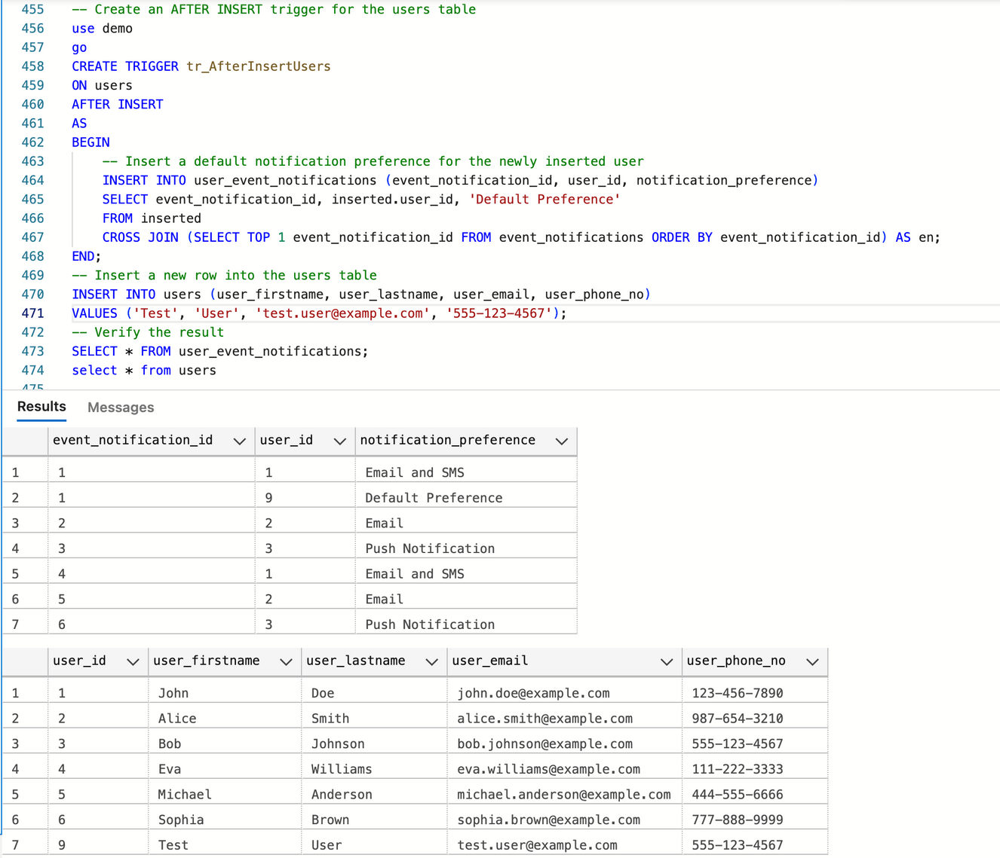 455 -- Create an AFTER INSERT trigger for the users table
456 use demo
457 go
458 CREATE TRIGGER tr_AfterInsertUsers
459 ON users
460 AFTER INSERT
461 AS
462 BEGIN
463 -- Insert a default notification preference for the newly inserted user
464 INSERT INTO user_event_notifications (event_notification_id, user_id, notification_preference)
465 SELECT event_notification_id, inserted.user_id, 'Default Preference'
466 FROM inserted
467 CROSS JOIN (SELECT TOP 1 event_notification_id FROM event_notifications ORDER BY event_notification_id) AS en;
468 END;
469 -- Insert a new row into the users table
470 INSERT INTO users (user_firstname, user_lastname, user_email, user_phone_no)
471 VALUES ('Test', 'User', 'test.user@example.com', '555-123-4567');
472 -- Verify the result
473 SELECT * FROM user_event_notifications;
474 select * from users
475
Results Messages
event_notification_id user_id notification_preference
1 1 1 Email and SMS
2 1 9 Default Preference
3 2 2 Email
4 3 3 Push Notification
5 4 1 Email and SMS
6 5 2 Email
7 6 3 Push Notification
user_id user_firstname user_lastname user_email user_phone_no
1 1 John Doe john.doe@example.com 123-456-7890
2 2 Alice Smith alice.smith@example.com 987-654-3210
3 3 Bob Johnson bob.johnson@example.com 555-123-4567
4 4 Eva Williams eva.williams@example.com 111-222-3333
5 5 Michael Anderson michael.anderson@example.com 444-555-6666
6 6 Sophia Brown sophia.brown@example.com 777-888-9999
7 9 Test User test.user@example.com 555-123-4567